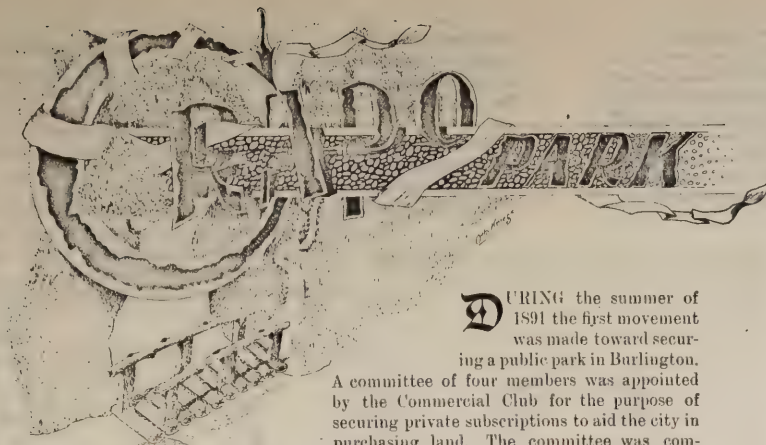 CRAPO PARK
DURING the summer of
1891 the first movement
was made toward secur-
ing a public park in Burlington.
A committee of four members was appointed
by the Commercial Club for the purpose of
securing private subscriptions to aid the city in
purchasing land. The committee was com-